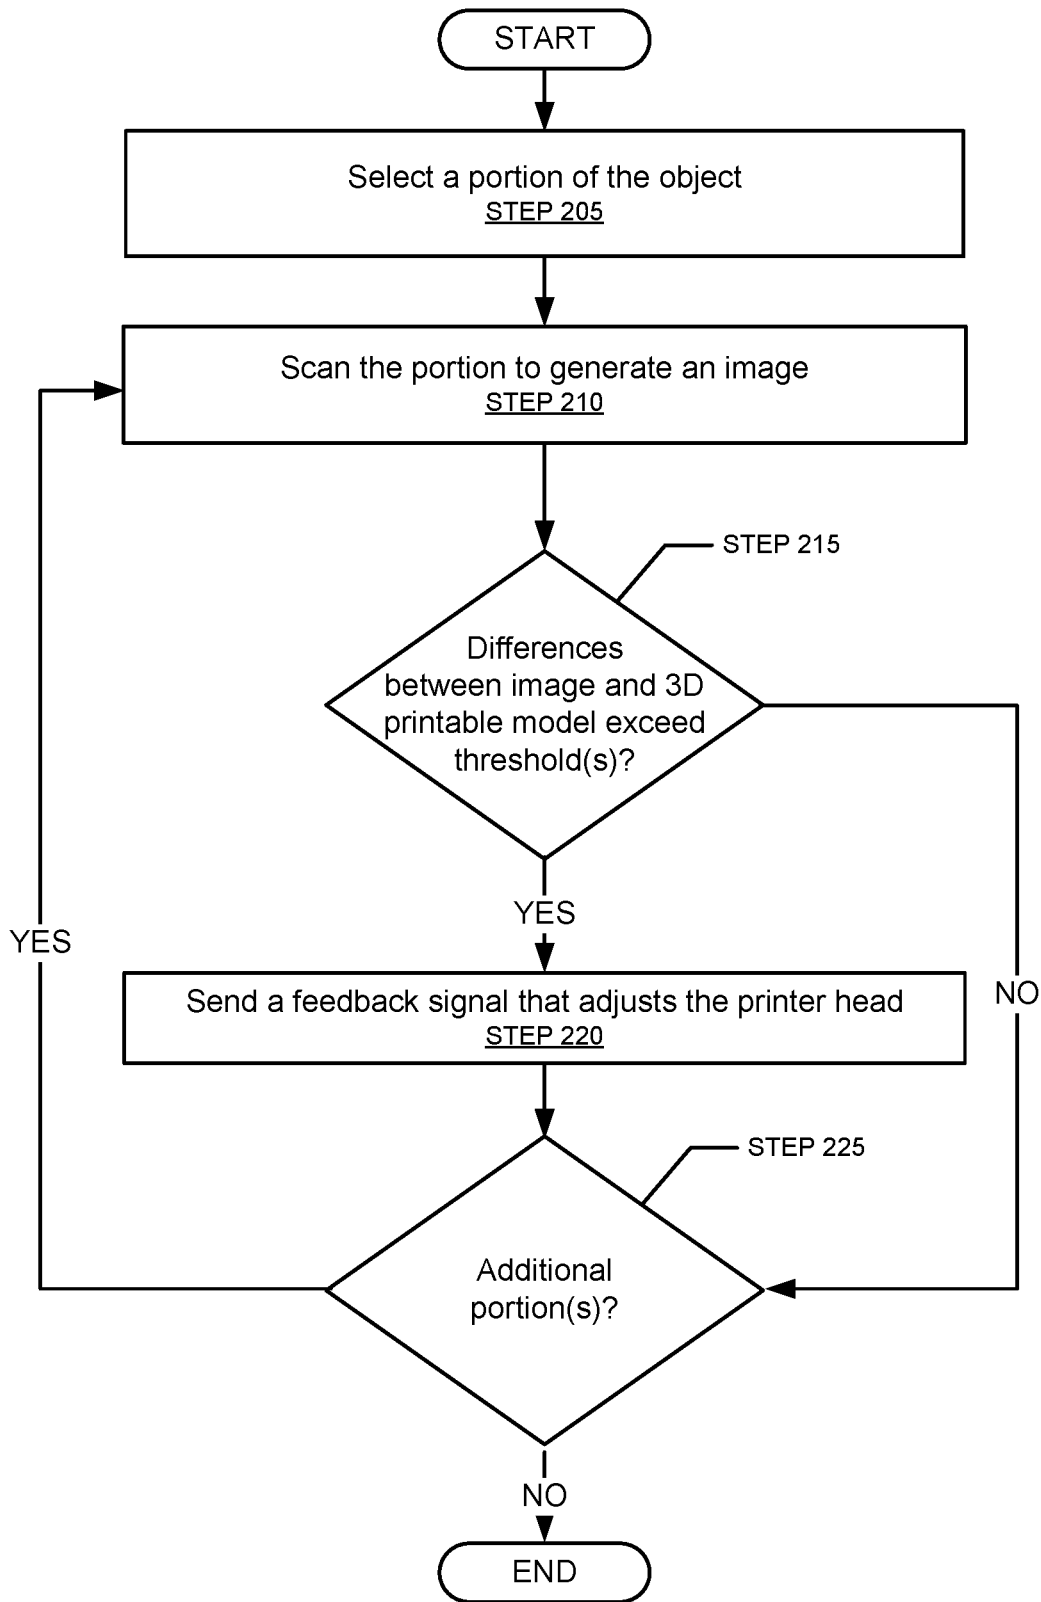 START
Select a portion of the object
STEP 205
Scan the portion to generate an image
STEP 210
STEP 215
Differences
between image and 3D
printable model exceed
threshold(s)?
YES
YES
NO
Send a feedback signal that adjusts the printer head
STEP 220
STEP 225
Additional
portion(s)?
NO
END